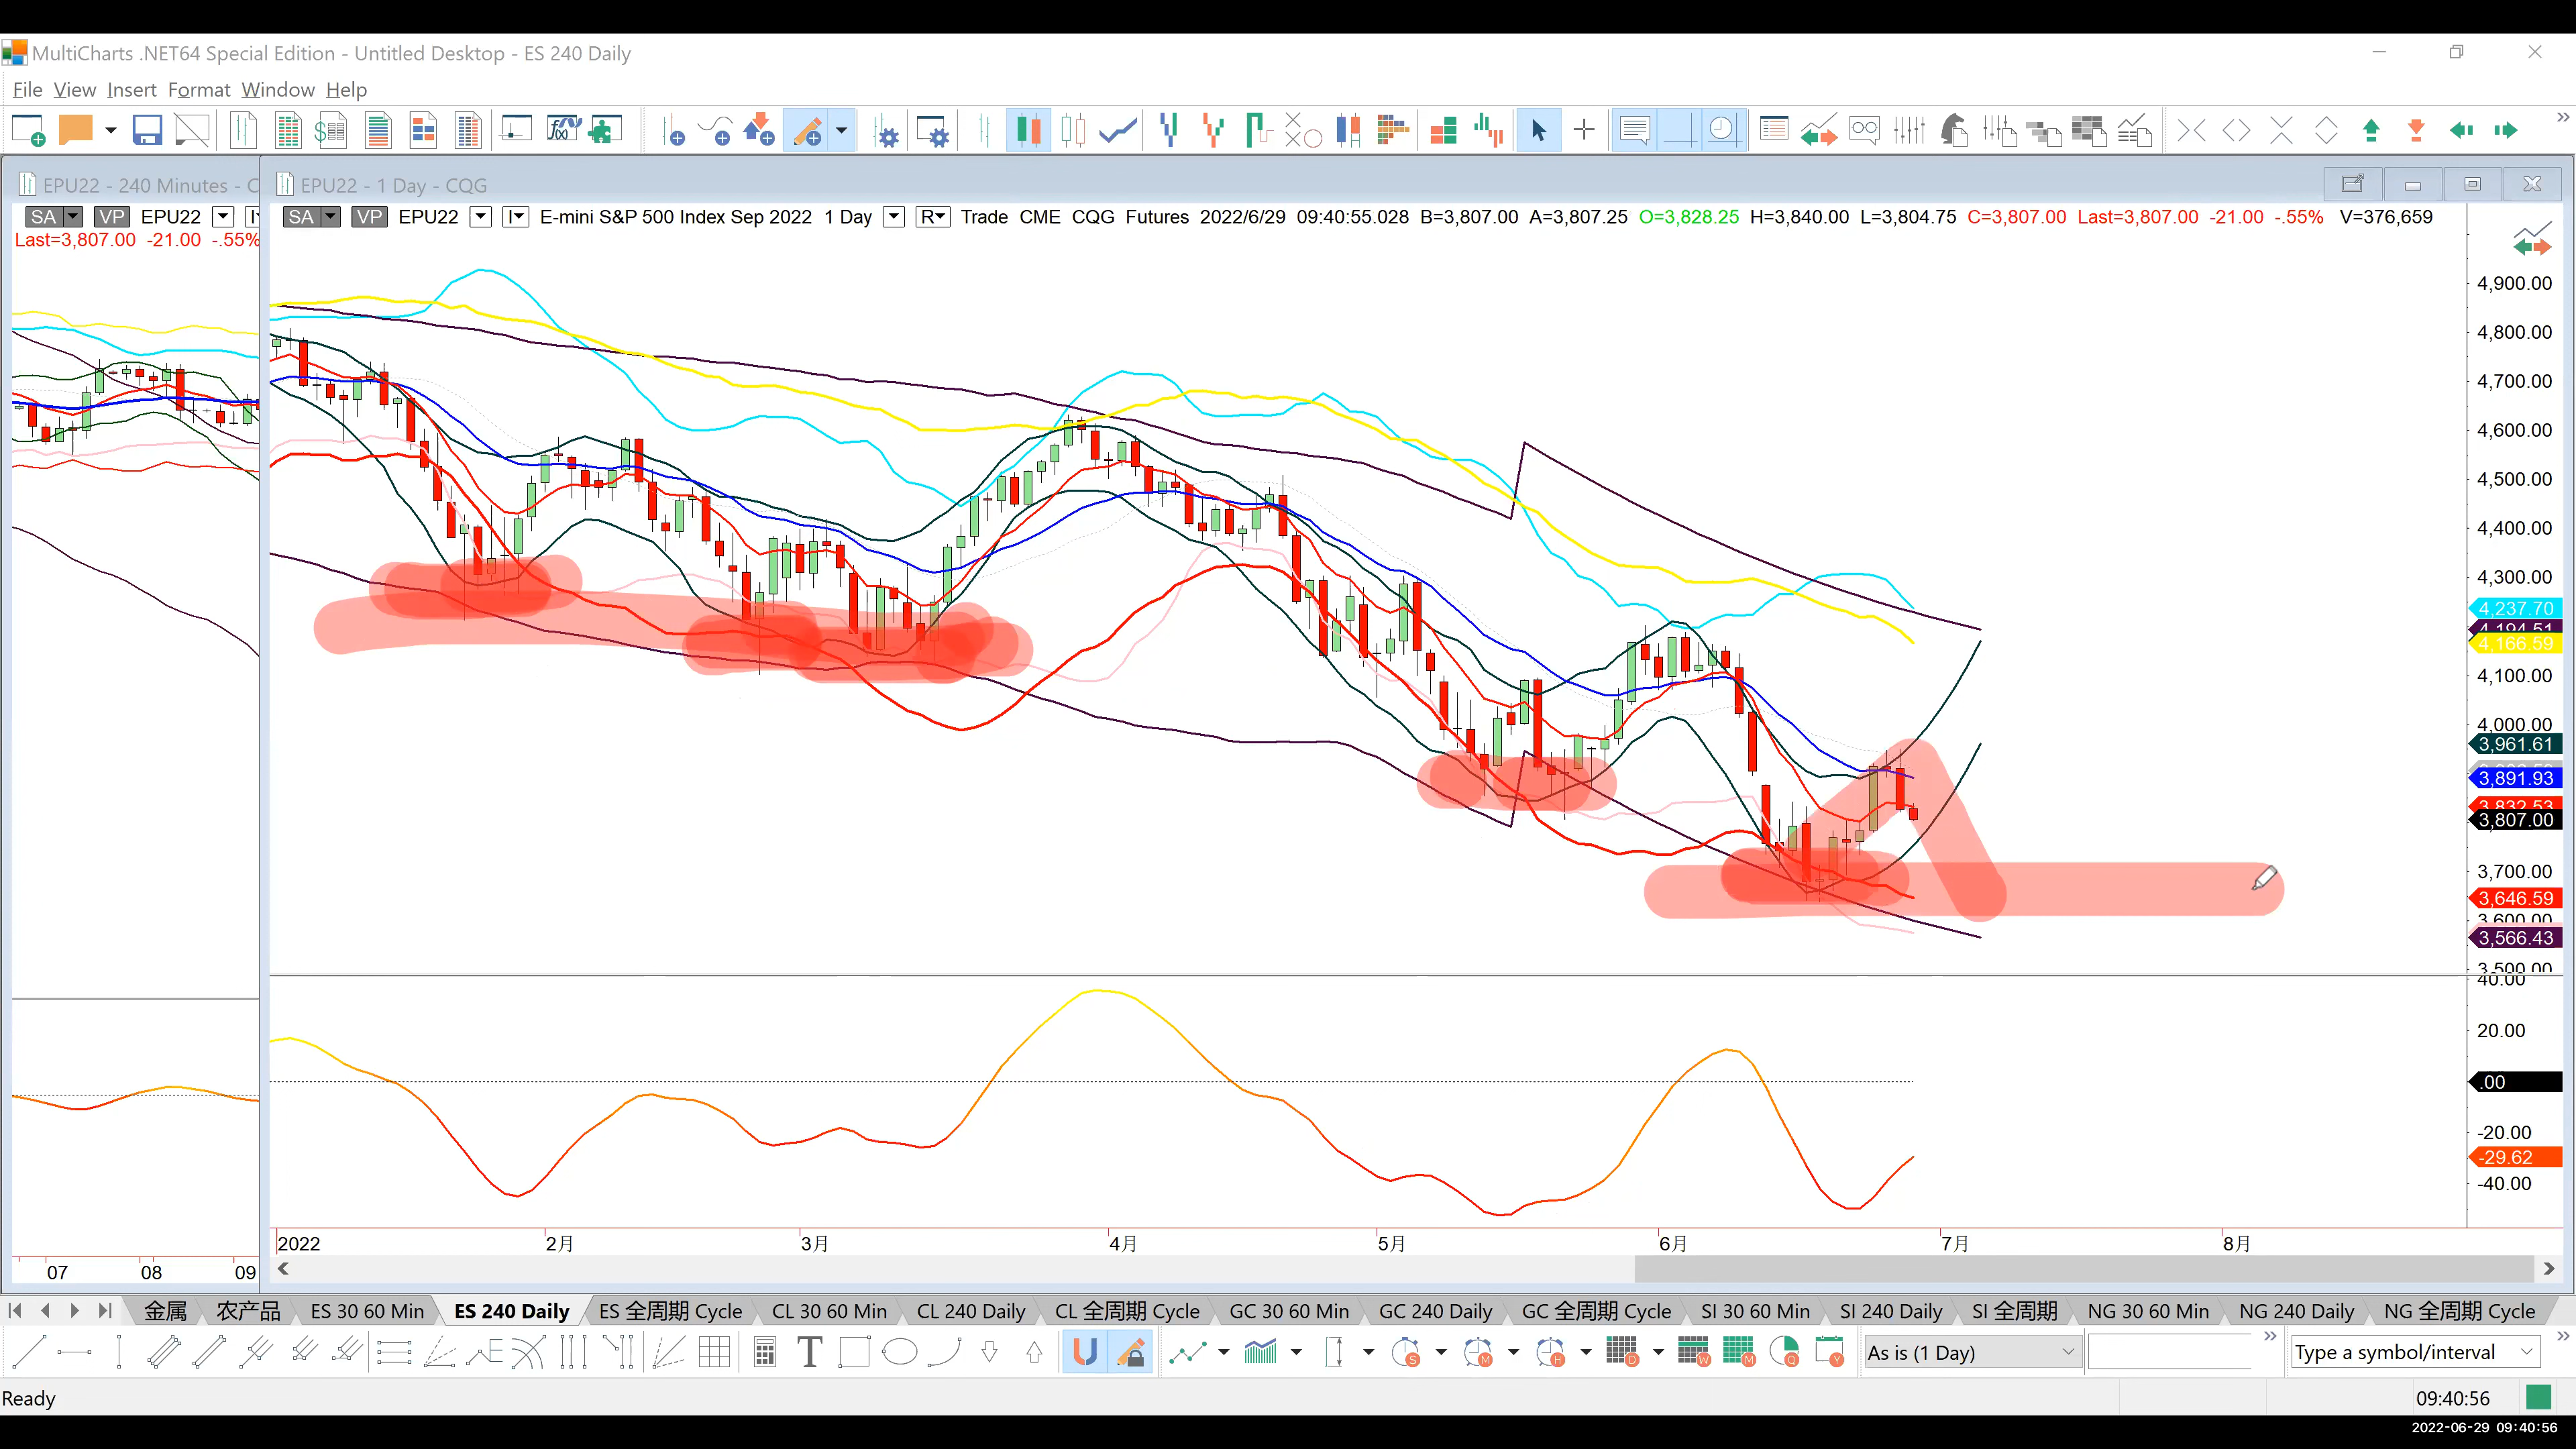 MultiCharts .NET64 Special Edition - Untitled Desktop - ES 240 Daily
File View Insert Format Window Help
EPU22 - 240 Minutes - C
SA VP EPU22
Last=3,807.00 -21.00 -.55%
07 08 09
EPU22 - 1 Day - CQG
SA VP EPU22 E-mini S&P 500 Index Sep 2022 1 Day R Trade CME CQG Futures 2022/6/29 09:40:55.028 B=3,807.00 A=3,807.25 O=3,828.25 H=3,840.00 L=3,804.75 C=3,807.00 Last=3,807.00 -21.00 -.55% V=376,659
4,900.00
4,800.00
4,700.00
4,600.00
4,500.00
4,400.00
4,300.00
4,237.70
4,194.51
4,166.59
4,100.00
4,000.00
3,961.61
3,891.93
3,832.53
3,807.00
3,700.00
3,646.59
3,600.00
3,566.43
3,500.00
40.00
20.00
.00
-20.00
-29.62
-40.00
2022 2月 3月 4月 5月 6月 7月 8月
金属 农产品 ES 30 60 Min ES 240 Daily ES 全周期 Cycle CL 30 60 Min CL 240 Daily CL 全周期 Cycle GC 30 60 Min GC 240 Daily GC 全周期 Cycle SI 30 60 Min SI 240 Daily SI 全周期 NG 30 60 Min NG 240 Daily NG 全周期 Cycle
As is (1 Day) Type a symbol/interval
Ready 09:40:56
2022-06-29 09:40:56